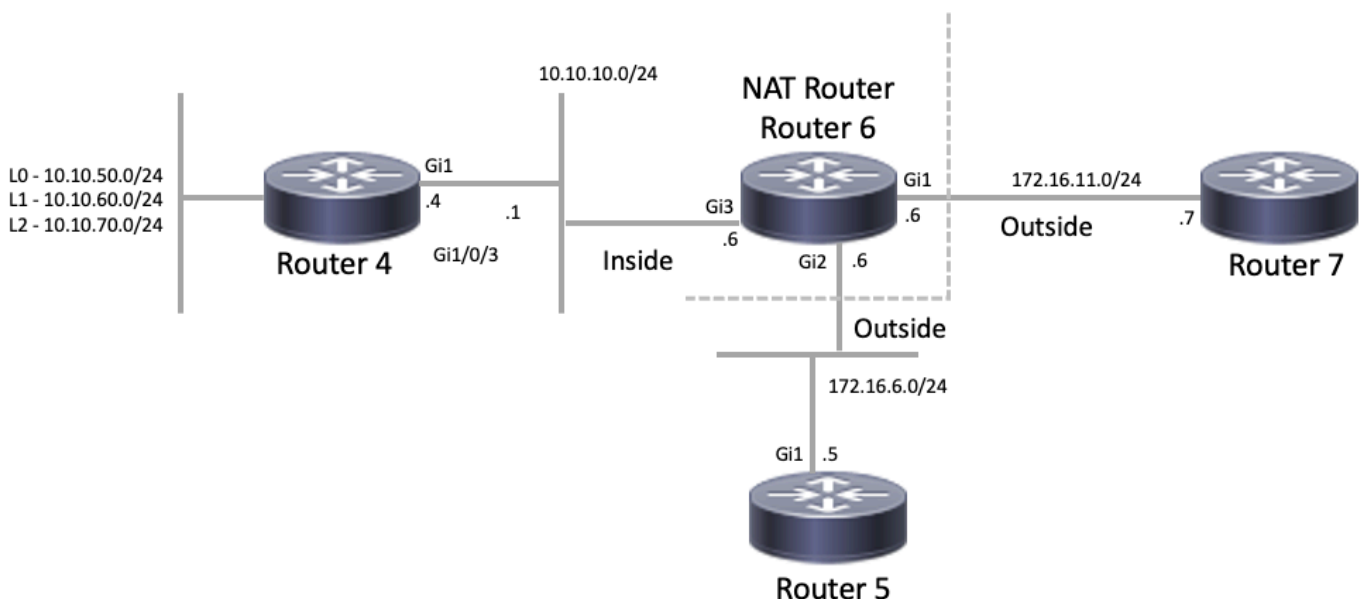 10.10.10.0/24
NAT Router
Router 6
L0 - 10.10.50.0/24
L1 - 10.10.60.0/24
L2 - 10.10.70.0/24
Gi1
.4
.1
Gi1/0/3
Router 4
Gi3
.6
Inside
Gi1
.6
Gi2
.6
172.16.11.0/24
Outside
.7
Router 7
Outside
172.16.6.0/24
Gi1
.5
Router 5